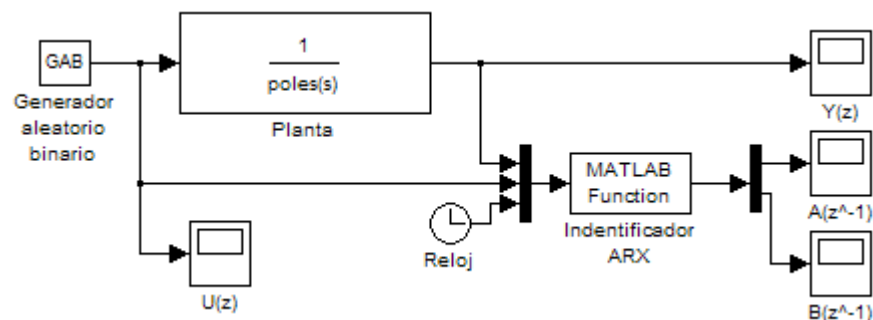 GAB
Generador
aleatorio
binario
1
poles(s)
Planta
Y(z)
MATLAB
Function
Indentificador
ARX
Reloj
A(z^-1)
U(z)
B(z^-1)